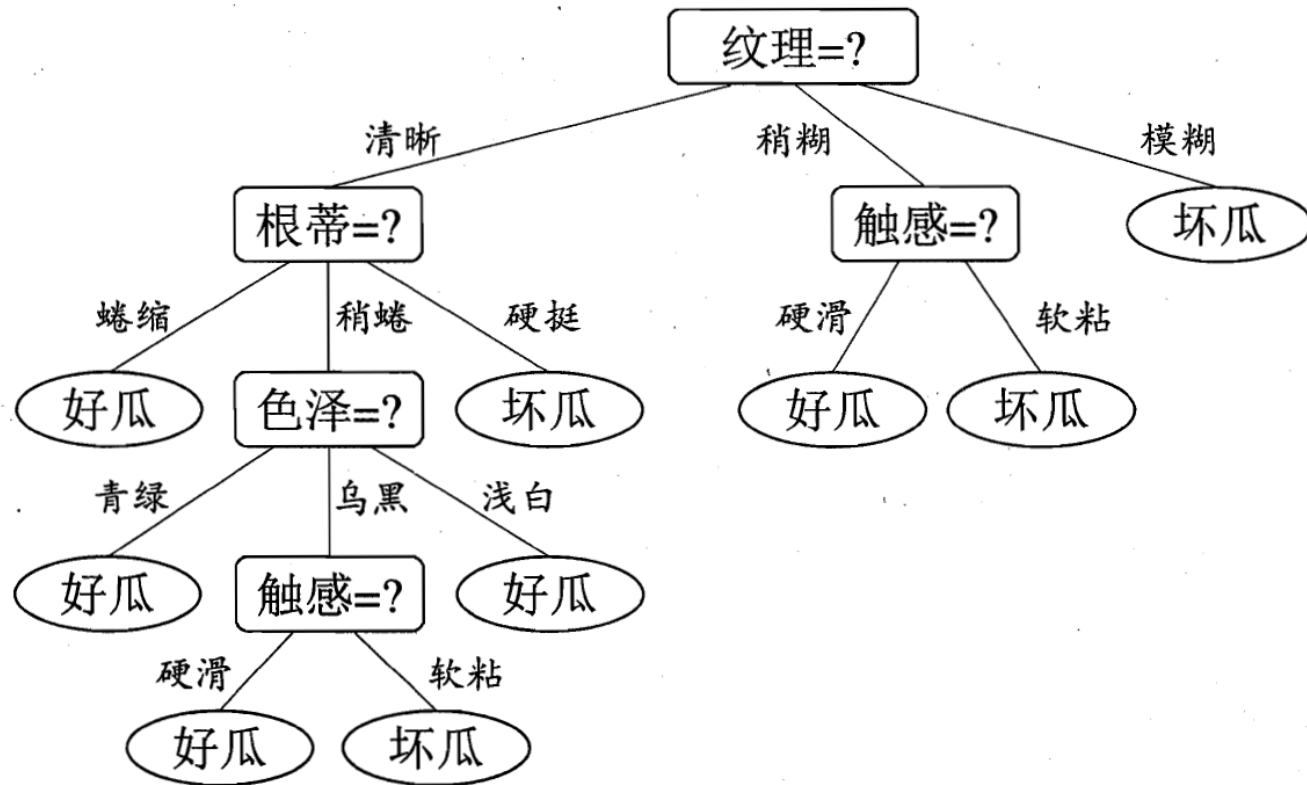 纹理=?
清晰 稍糊 模糊
根蒂=? 触感=? 坏瓜
蜷缩 稍蜷 硬挺 硬滑 软粘
好瓜 色泽=? 坏瓜 好瓜 坏瓜
青绿 乌黑 浅白
好瓜 触感=? 好瓜
硬滑 软粘
好瓜 坏瓜